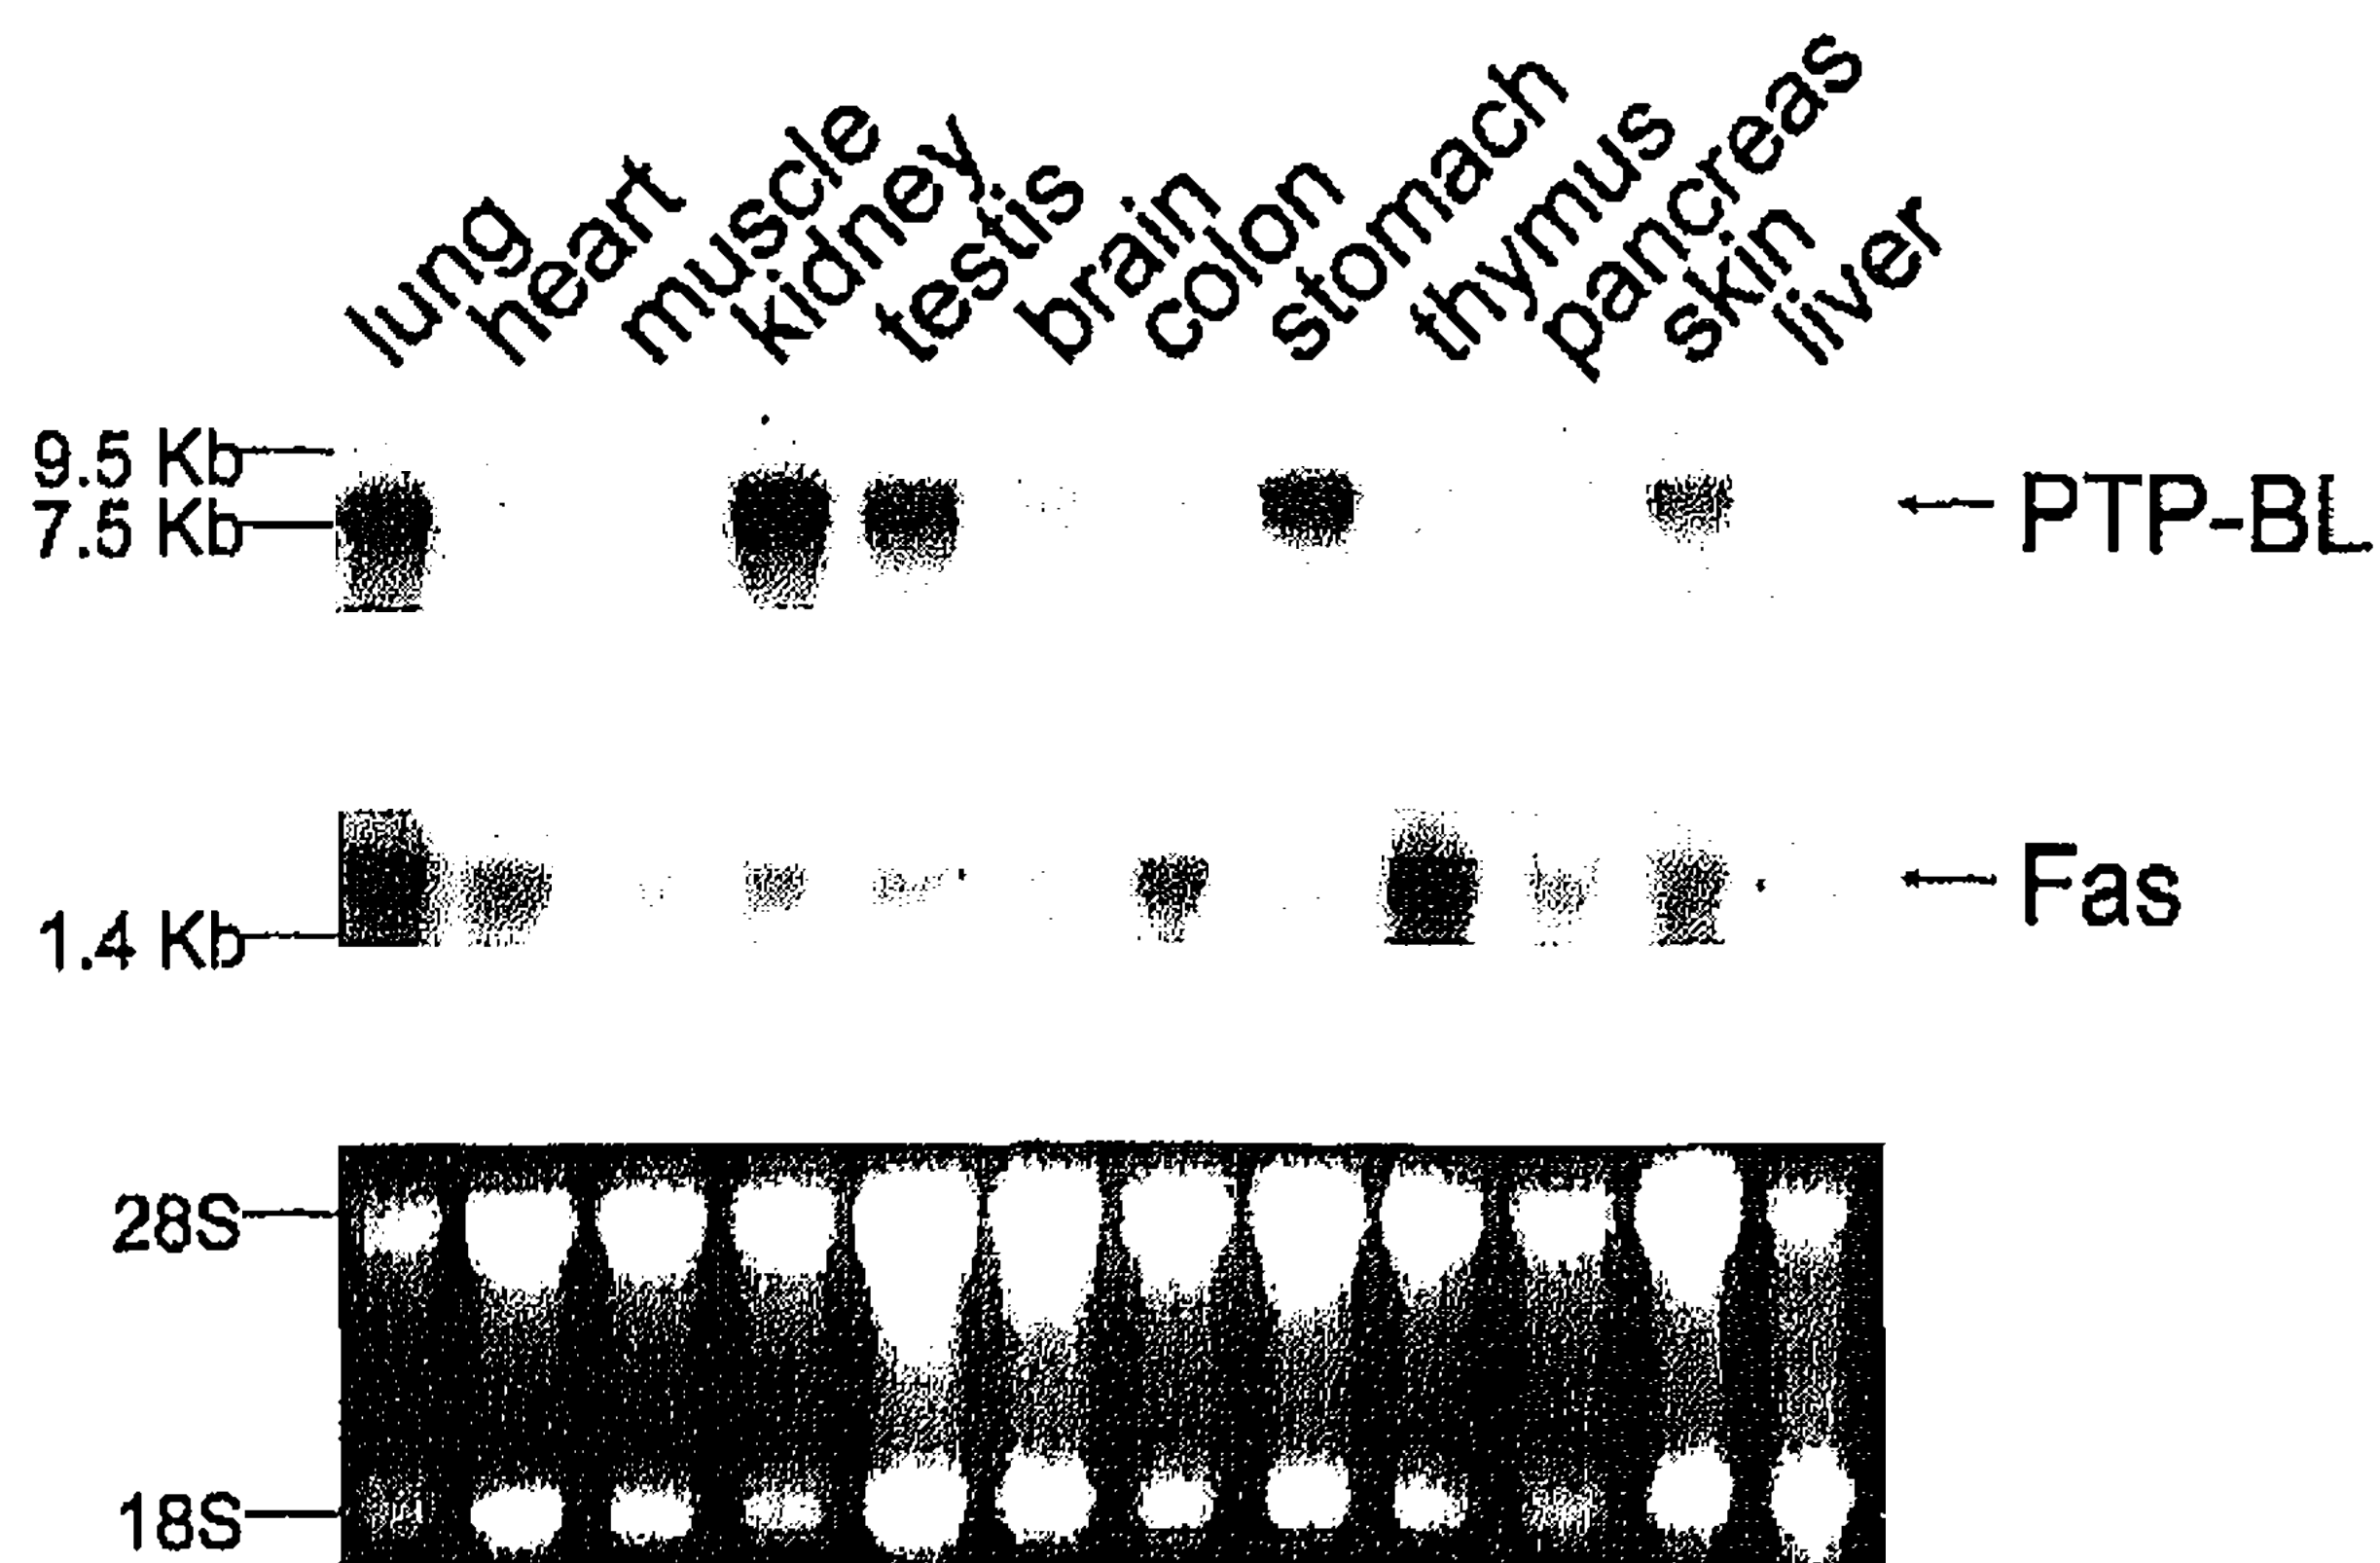 lung
heart
muscle
kidney
testis
brain
colon
stomach
thymus
pancreas
skin
liver
9.5 Kb
7.5 Kb
PTP-BL
1.4 Kb
Fas
28S
18S